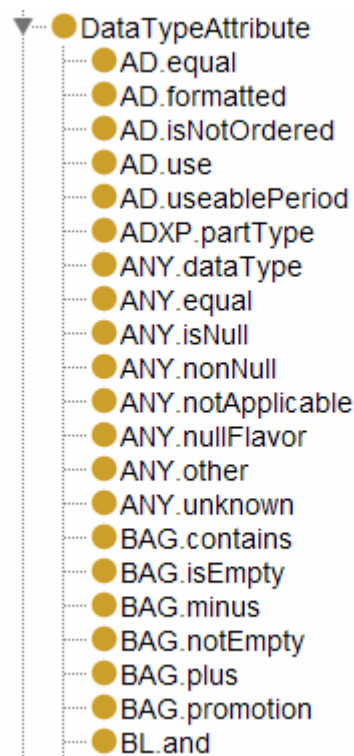 DataTypeAttribute
AD.equal
AD.formatted
AD.isNotOrdered
AD.use
AD.useablePeriod
ADXP.partType
ANY.dataType
ANY.equal
ANY.isNull
ANY.nonNull
ANY.notApplicable
ANY.nullFlavor
ANY.other
ANY.unknown
BAG.contains
BAG.isEmpty
BAG.minus
BAG.notEmpty
BAG.plus
BAG.promotion
BL.and